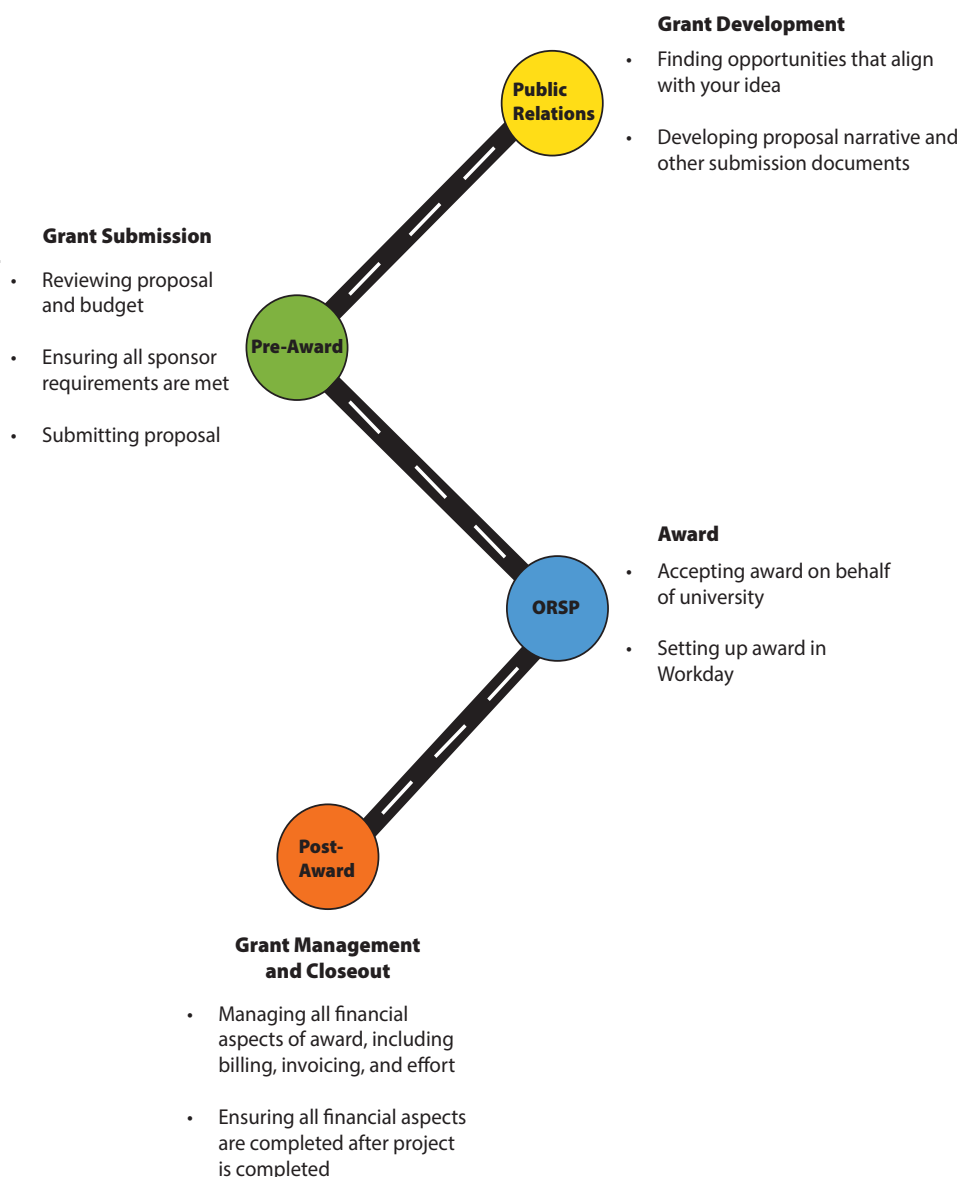 Grant Development
Public
Relations
• Finding opportunities that align
with your idea
• Developing proposal narrative and
other submission documents
Grant Submission
• Reviewing proposal
and budget
• Ensuring all sponsor
requirements are met
• Submitting proposal
Pre-Award
Award
• Accepting award on behalf
of university
• Setting up award in
Workday
ORSP
Post-
Award
Grant Management
and Closeout
• Managing all financial
aspects of award, including
billing, invoicing, and effort
• Ensuring all financial aspects
are completed after project
is completed